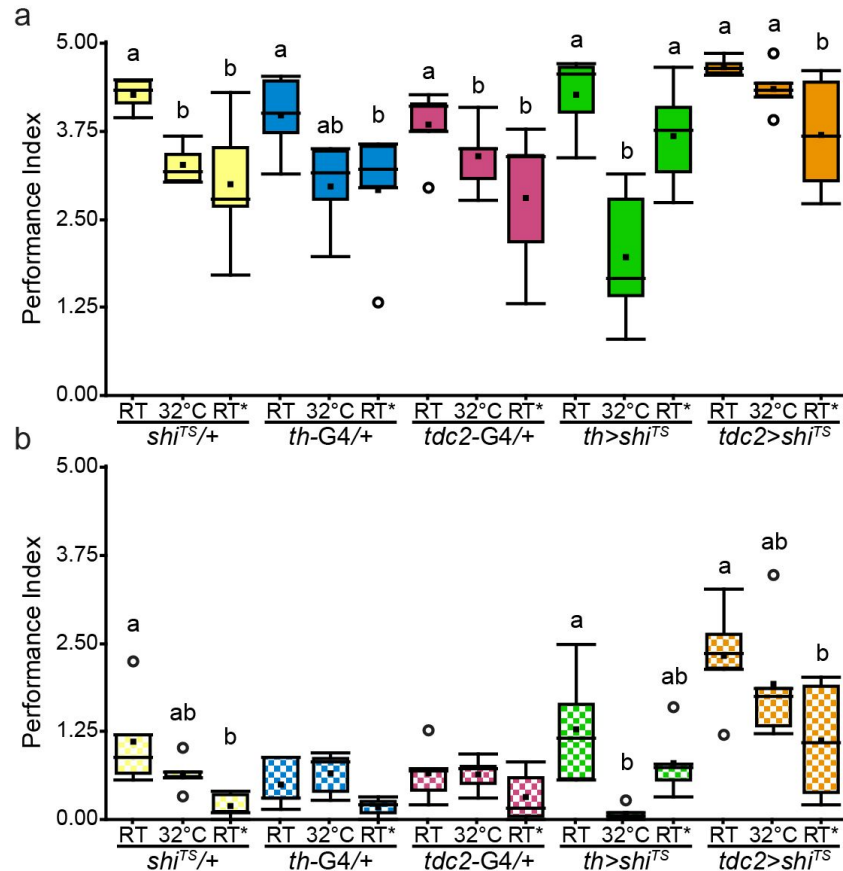 a
a a a a a a b
b b b b a
ab b
b
5.00
3.75
2.50
1.25
0.00
Performance Index
RT 32°C RT* RT 32°C RT* RT 32°C RT* RT 32°C RT* RT 32°C RT*
shiTS/+ th-G4/+ tdc2-G4/+ th>shiTS tdc2>shiTS
b
5.00
3.75
2.50
1.25
0.00
Performance Index
a ab
a
a ab b
ab b b
RT 32°C RT* RT 32°C RT* RT 32°C RT* RT 32°C RT* RT 32°C RT*
shiTS/+ th-G4/+ tdc2-G4/+ th>shiTS tdc2>shiTS